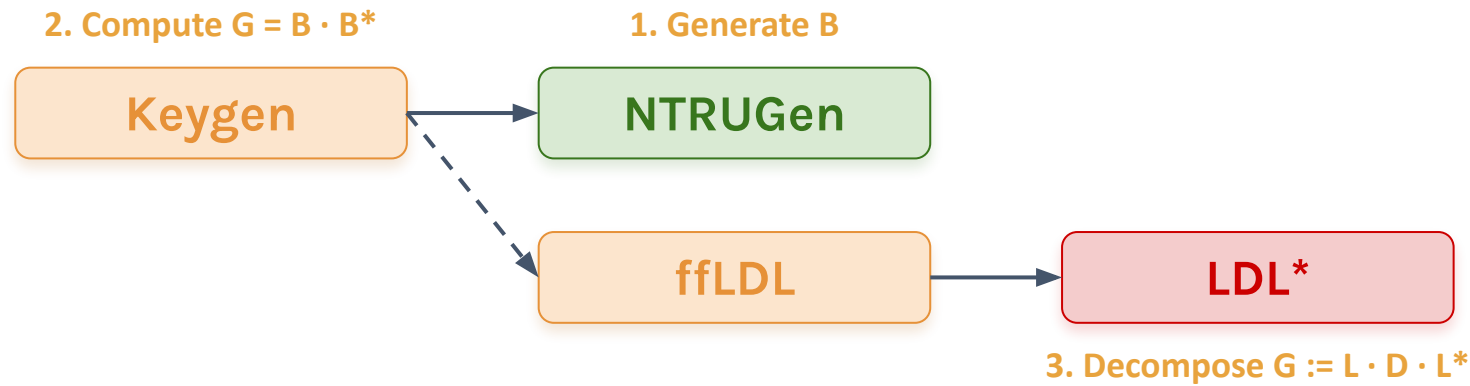 2. Compute G = B · B*
1. Generate B
Keygen
NTRUGen
ffLDL
LDL*
3. Decompose G := L · D · L*